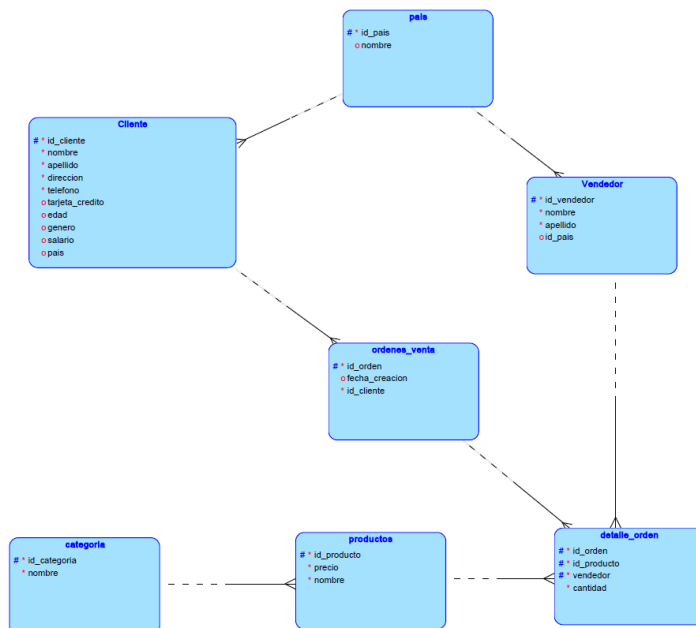 pais
# * id_pais
o nombre
Cliente
# * id_cliente
* nombre
* apellido
* direccion
* telefono
o tarjeta_credito
o edad
o genero
o salario
o pais
Vendedor
# * id_vendedor
* nombre
* apellido
o id_pais
ordenes_venta
# * id_orden
o fecha_creacion
* id_cliente
categoria
# * id_categoria
* nombre
productos
# * id_producto
* precio
* nombre
detalle_orden
# * id_orden
# * id_producto
# * vendedor
* cantidad